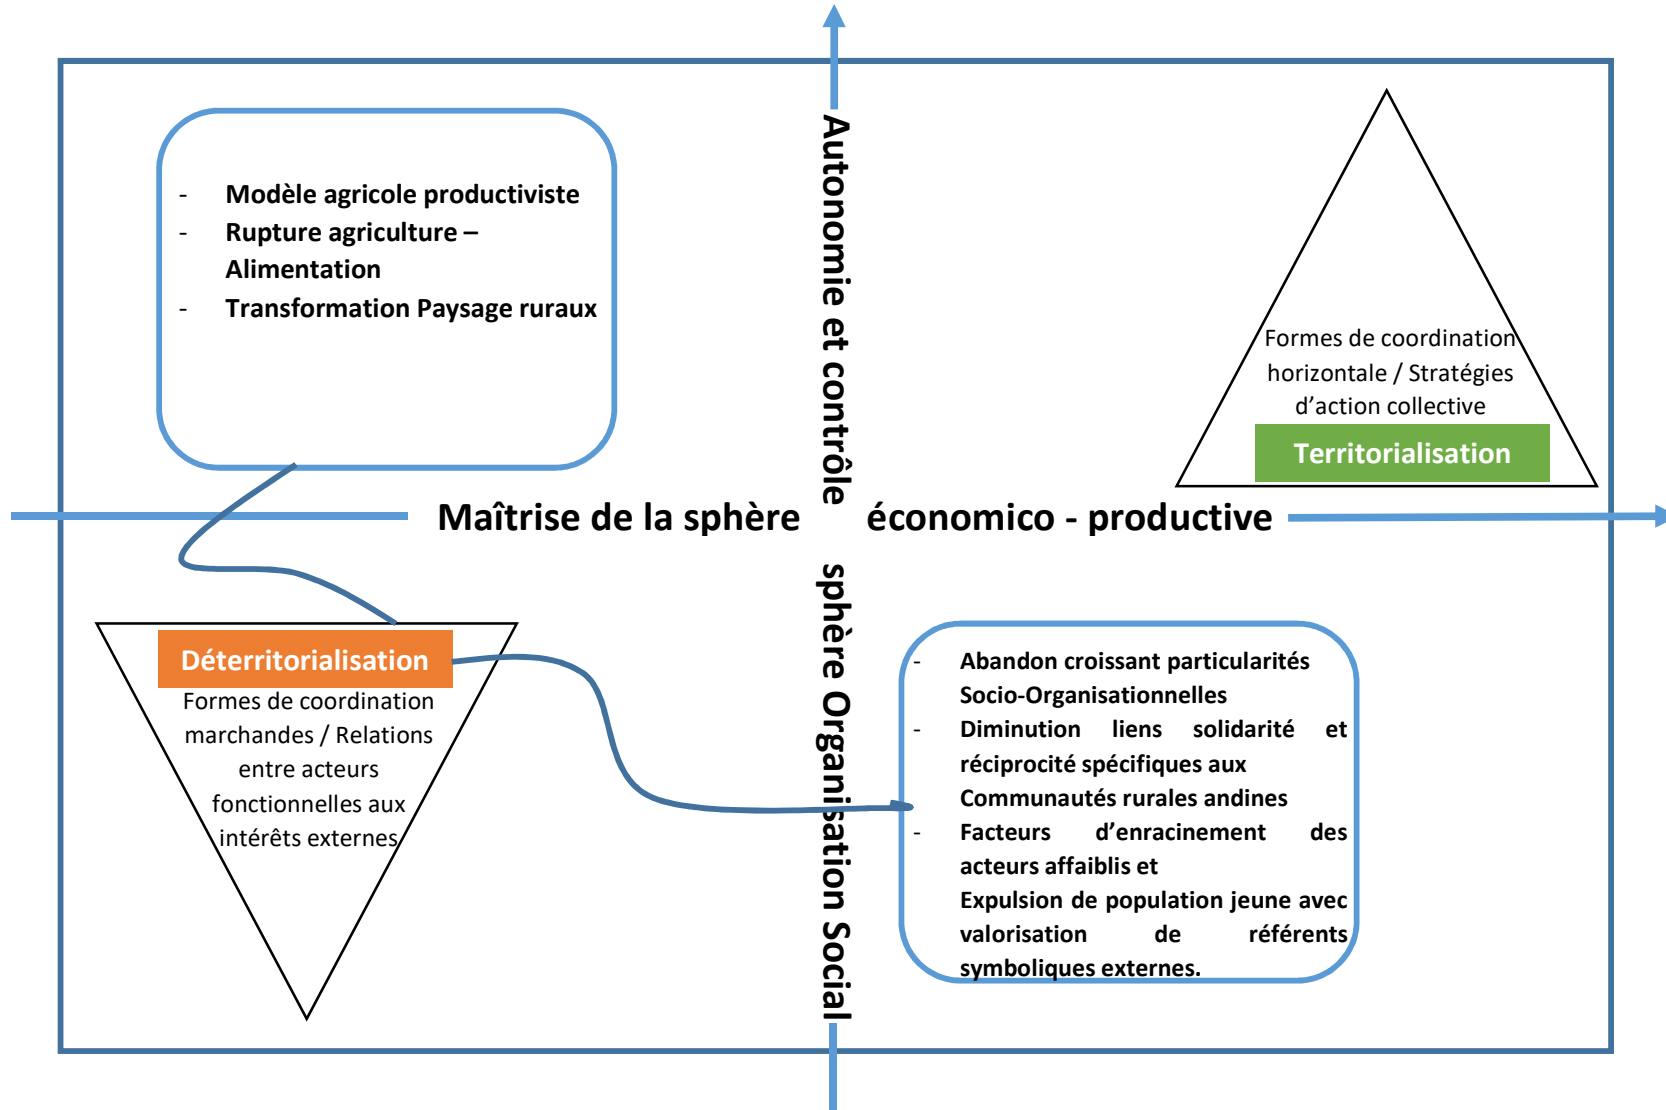 - Modèle agricole productiviste
- Rupture agriculture –
Alimentation
- Transformation Paysage ruraux
Autonomie et contrôle sphère Organisation Social
Formes de coordination
horizontale / Stratégies
d’action collective
Territorialisation
Maîtrise de la sphère économico - productive
Déterritorialisation
Formes de coordination
marchandes / Relations
entre acteurs
fonctionnelles aux
intérêts externes
- Abandon croissant particularités
Socio-Organisationnelles
- Diminution liens solidarité et
réciprocité spécifiques aux
Communautés rurales andines
- Facteurs d’enracinement des
acteurs affaiblis et
Expulsion de population jeune avec
valorisation de référents
symboliques externes.